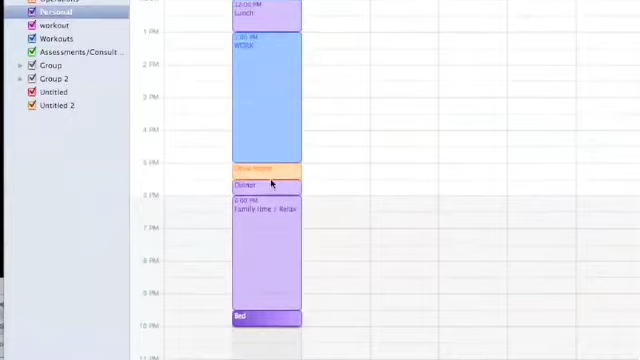 Operations
Personal
workout
Workouts
Assessments/Consult...
Group
Group 2
Untitled
Untitled 2
12:00 PM
Lunch
1 PM
1:00 PM
WORK
2 PM
3 PM
4 PM
5 PM
Drive Home
Dinner
6 PM
6:00 PM
Family time / Relax
7 PM
8 PM
9 PM
Bed
10 PM
11 PM